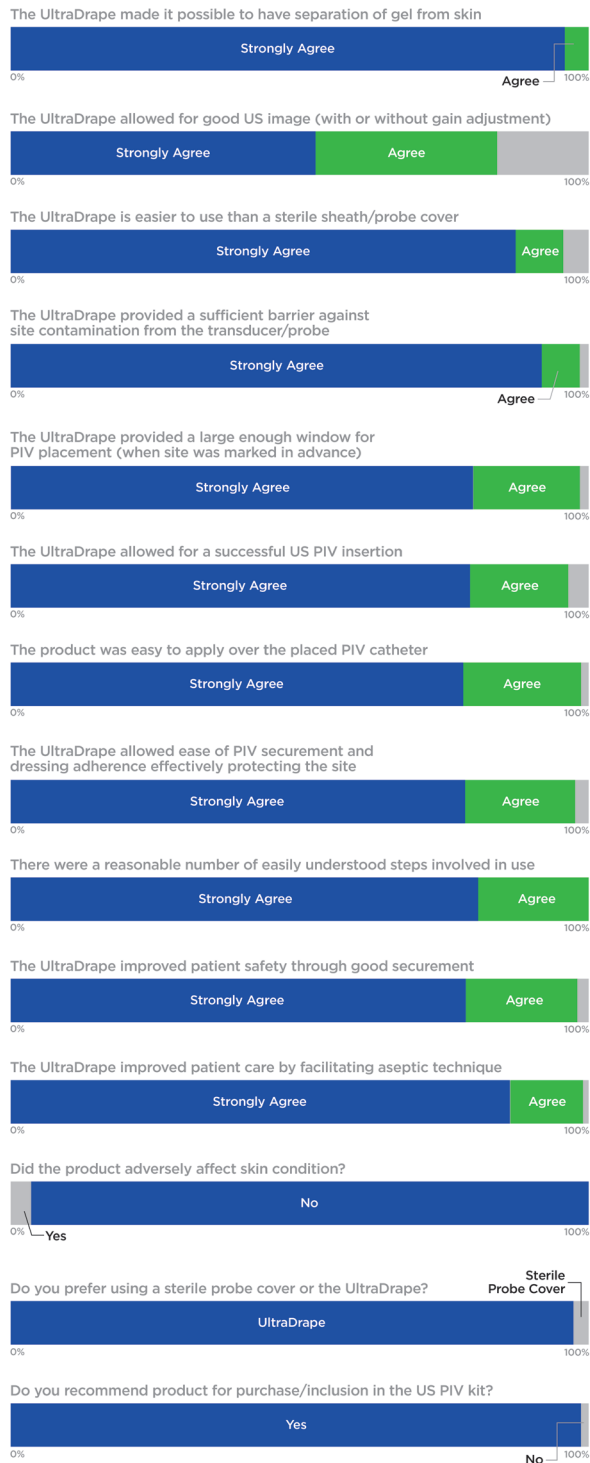 The UltraDrape made it possible to have separation of gel from skin
Strongly Agree
0%
Agree
100%
The UltraDrape allowed for good US image (with or without gain adjustment)
Strongly Agree
Agree
0%
100%
The UltraDrape is easier to use than a sterile sheath/probe cover
Strongly Agree
Agree
0%
100%
The UltraDrape provided a sufficient barrier against
site contamination from the transducer/probe
Strongly Agree
0%
Agree
100%
The UltraDrape provided a large enough window for
PIV placement (when site was marked in advance)
Strongly Agree
Agree
0%
100%
The UltraDrape allowed for a successful US PIV insertion
Strongly Agree
Agree
0%
100%
The product was easy to apply over the placed PIV catheter
Strongly Agree
Agree
0%
100%
The UltraDrape allowed ease of PIV securement and
dressing adherence effectively protecting the site
Strongly Agree
Agree
0%
100%
There were a reasonable number of easily understood steps involved in use
Strongly Agree
Agree
0%
100%
The UltraDrape improved patient safety through good securement
Strongly Agree
Agree
0%
100%
The UltraDrape improved patient care by facilitating aseptic technique
Strongly Agree
Agree
0%
100%
Did the product adversely affect skin condition?
No
0%
Yes
100%
Do you prefer using a sterile probe cover or the UltraDrape?
Sterile
Probe Cover
UltraDrape
0%
100%
Do you recommend product for purchase/inclusion in the US PIV kit?
Yes
0%
No
100%